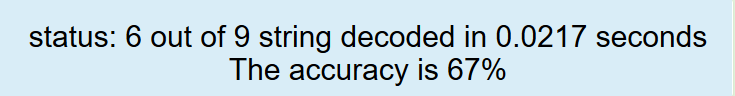 status: 6 out of 9 string decoded in 0.0217 seconds
The accuracy is 67%